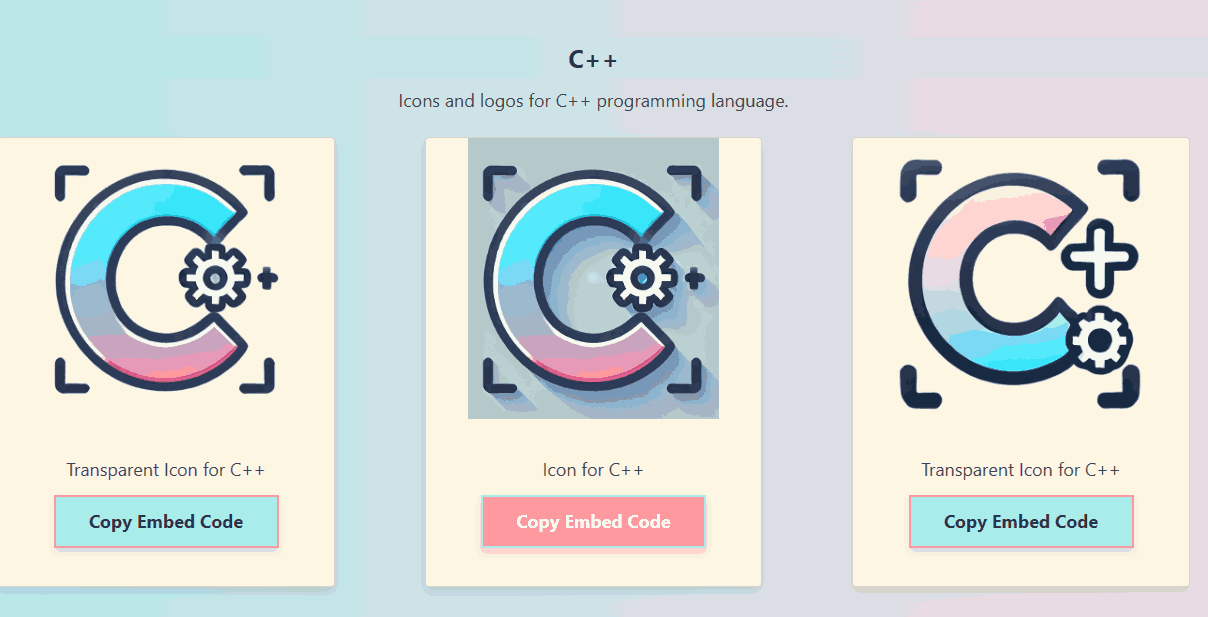 C++
Icons and logos for C++ programming language.
Transparent Icon for C++
Copy Embed Code
Icon for C++
Copy Embed Code
Transparent Icon for C++
Copy Embed Code